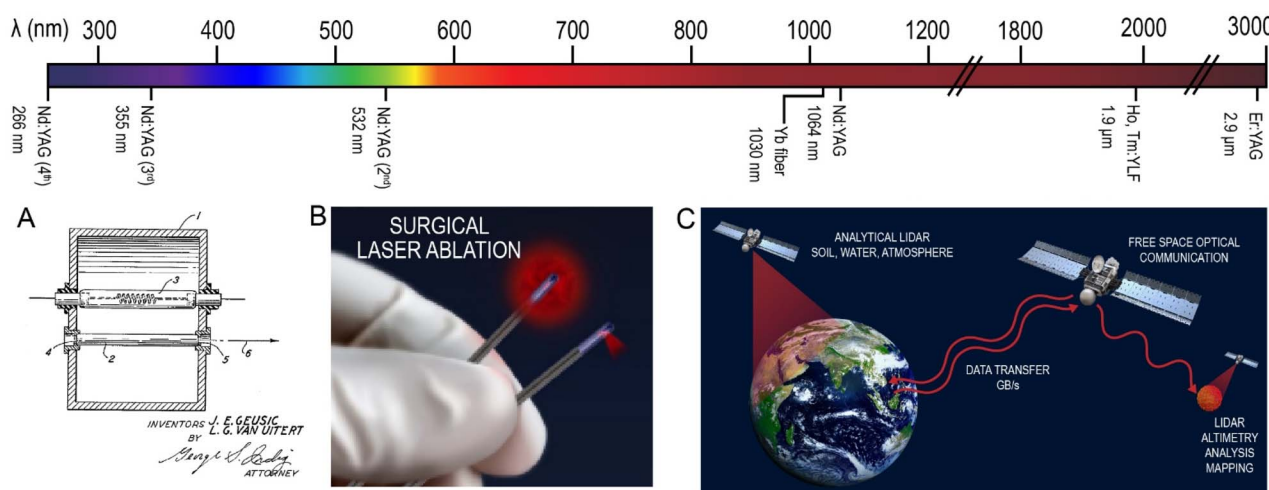 λ (nm) 300 400 500 600 700 800 1000 1200 1800 2000 3000
Nd:YAG (4th)
266 nm
Nd:YAG (3rd)
355 nm
Nd:YAG (2nd)
532 nm
Yb fiber
1030 nm
Nd:YAG
1064 nm
Ho, Tm:YLF
1.9 µm
Er:YAG
2.9 µm
A
1
3
4
2
5
6
INVENTORS J. E. GEUSIC
L. G. VAN UITERT
BY
ATTORNEY
B
SURGICAL
LASER ABLATION
C
ANALYTICAL LIDAR
SOIL, WATER, ATMOSPHERE
FREE SPACE OPTICAL
COMMUNICATION
DATA TRANSFER
GB/s
LIDAR
ALTIMETRY
ANALYSIS
MAPPING